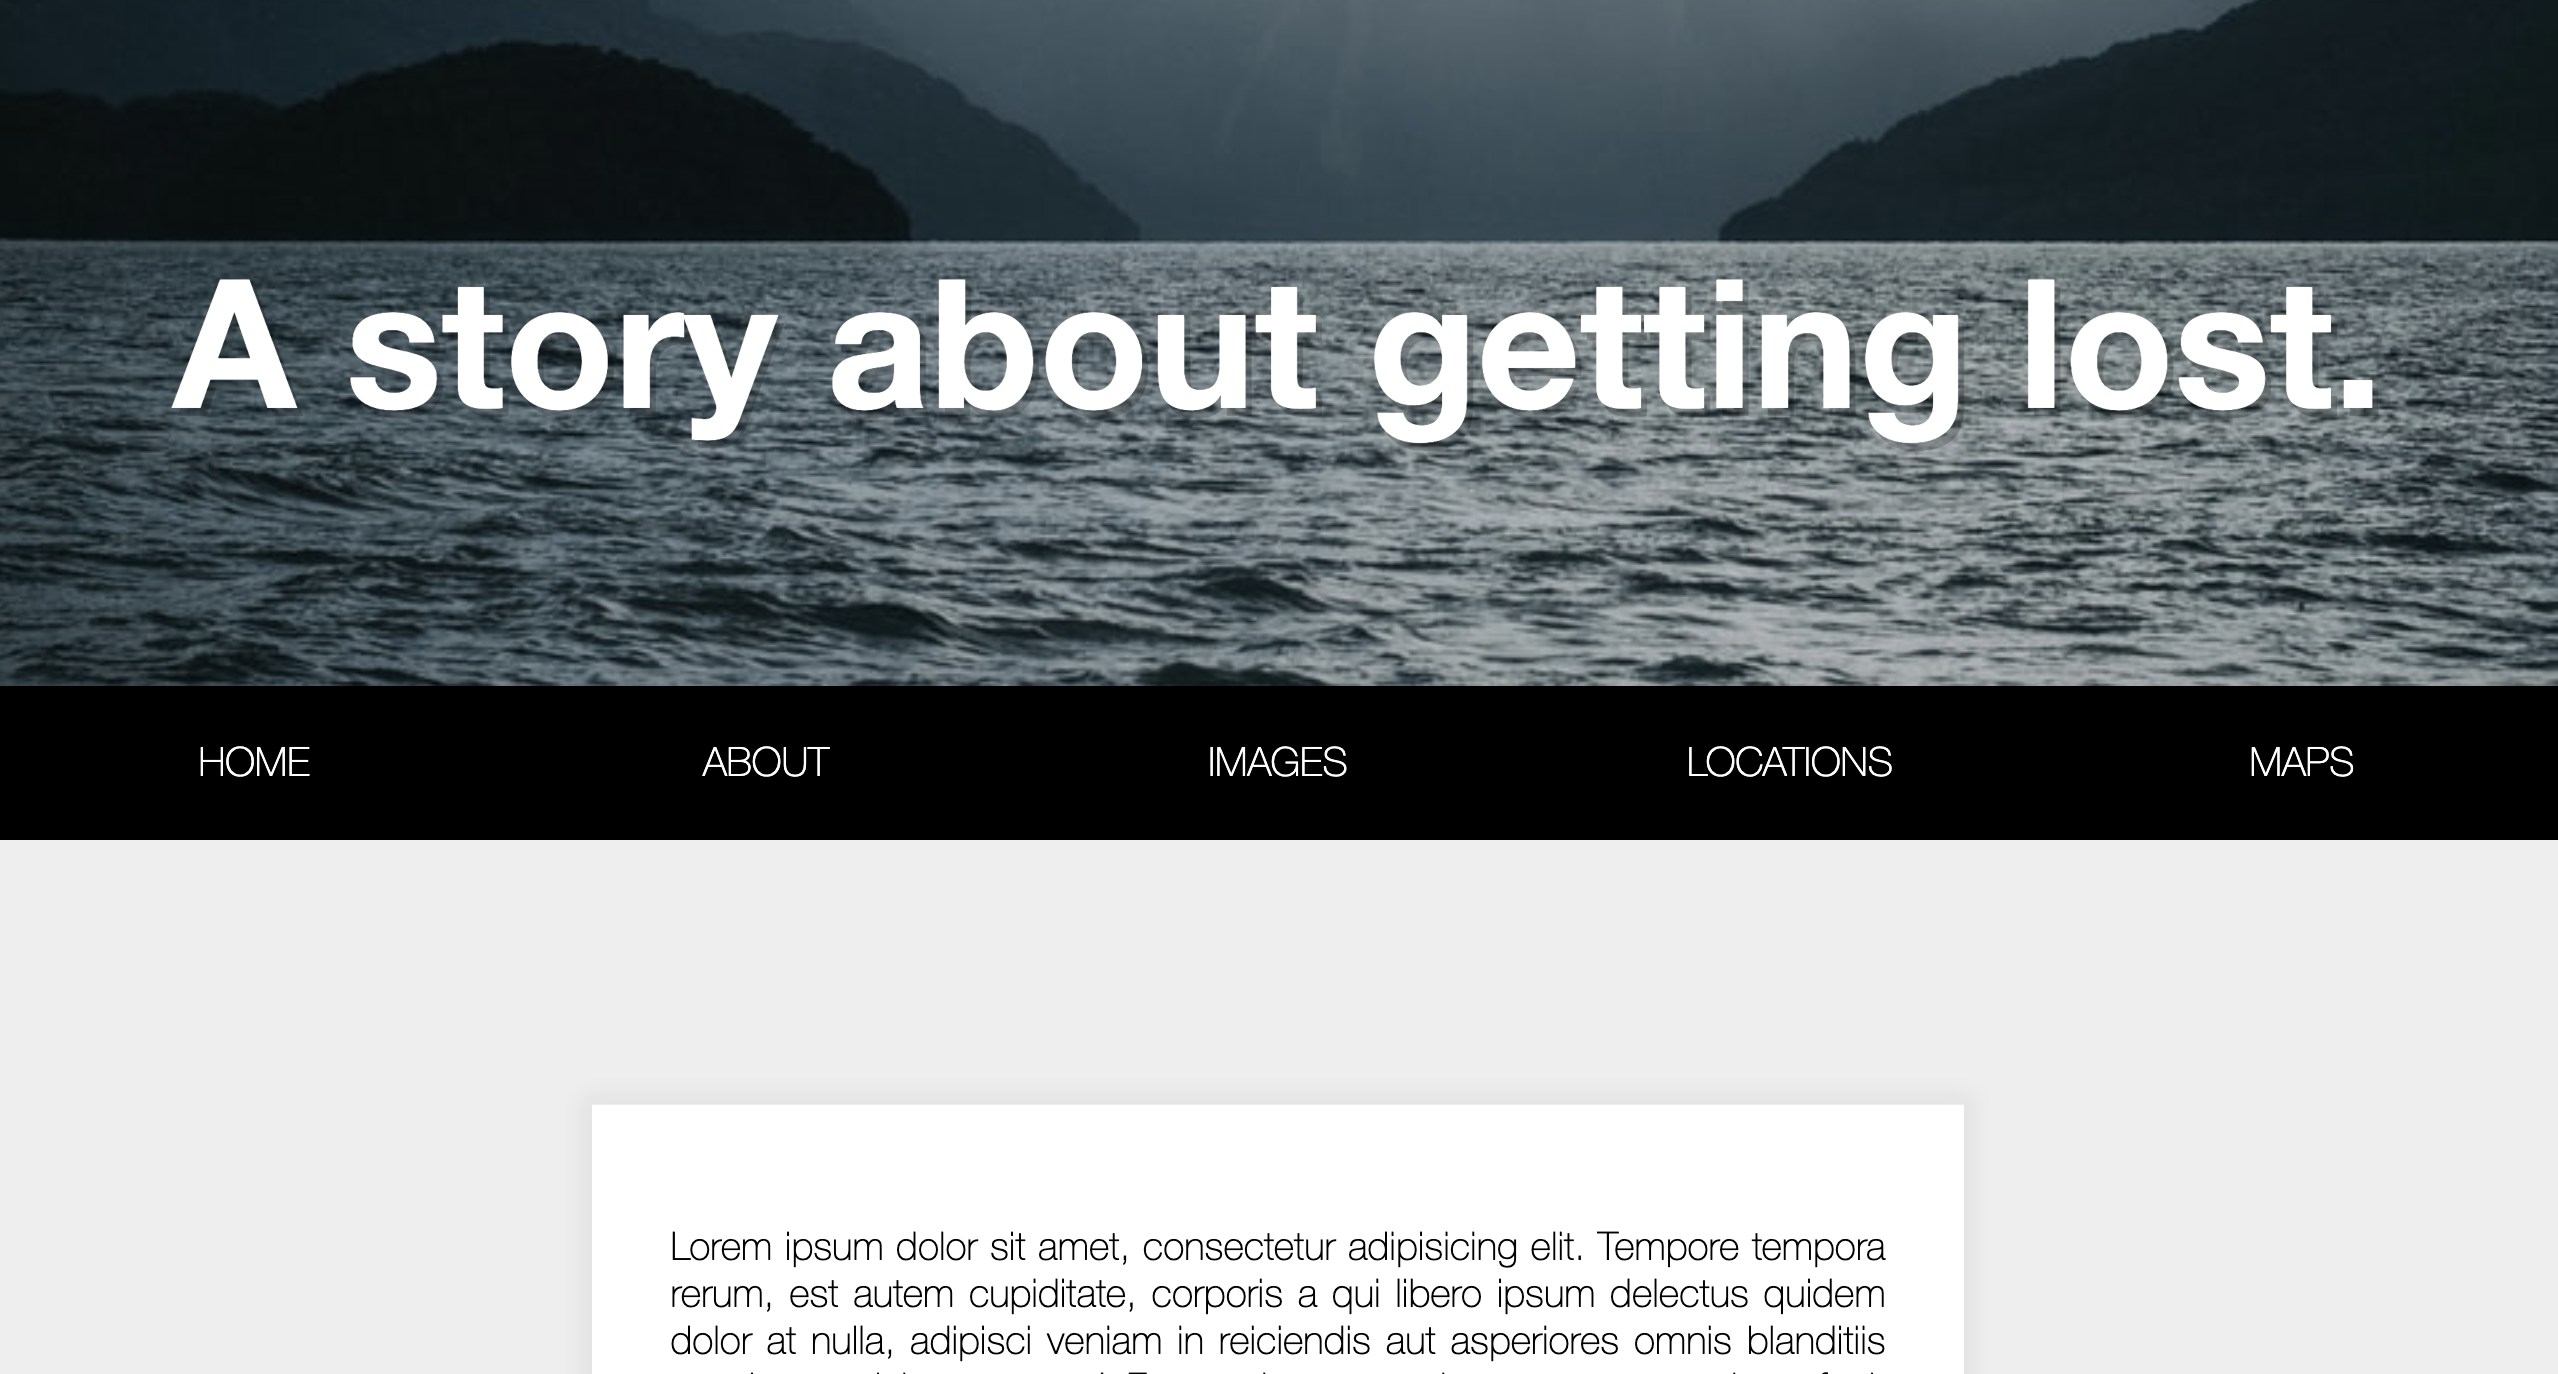 A story about getting lost.
HOME ABOUT IMAGES LOCATIONS MAPS
Lorem ipsum dolor sit amet, consectetur adipisicing elit. Tempore tempora
rerum, est autem cupiditate, corporis a qui libero ipsum delectus quidem
dolor at nulla, adipisci veniam in reiciendis aut asperiores omnis blanditiis